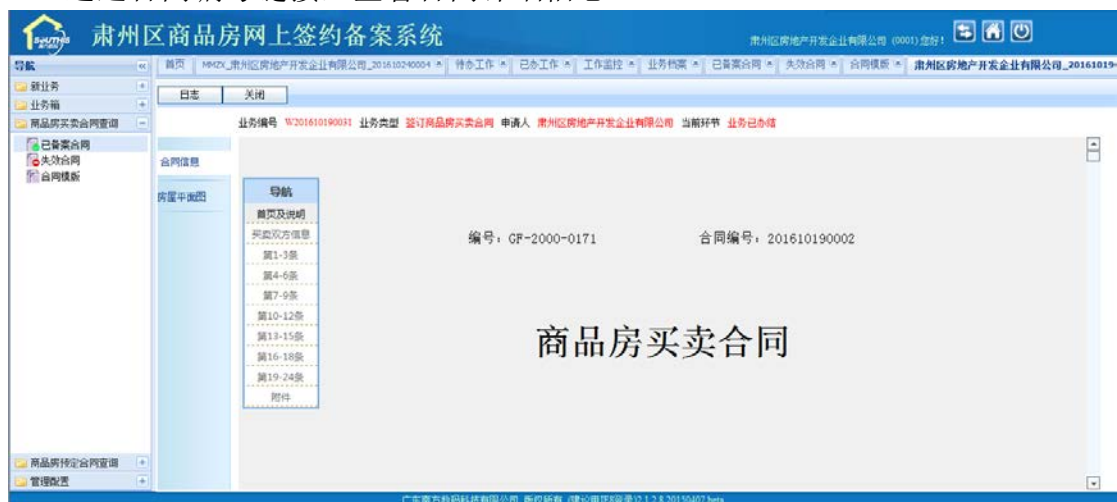 肃州区商品房网上签约备案系统
肃州区房地产开发企业有限公司 (0001)您好!
导航
首页 MMZX_肃州区房地产开发企业有限公司_201610240004 待办工作 已办工作 工作监控 业务档案 已备案合同 失效合同 合同模版 肃州区房地产开发企业有限公司_20161019
新业务
业务箱
商品房买卖合同查询
已备案合同
失效合同
合同模版
商品房预定合同查询
管理配置
日志 关闭
业务编号 W201610190031 业务类型 签订商品房买卖合同 申请人 肃州区房地产开发企业有限公司 当前环节 业务已办结
合同信息
房屋平面图
导航
首页及说明
买卖双方信息
第1-3条
第4-6条
第7-9条
第10-12条
第13-15条
第16-18条
第19-24条
附件
编号：GF-2000-0171 合同编号：201610190002
商品房买卖合同